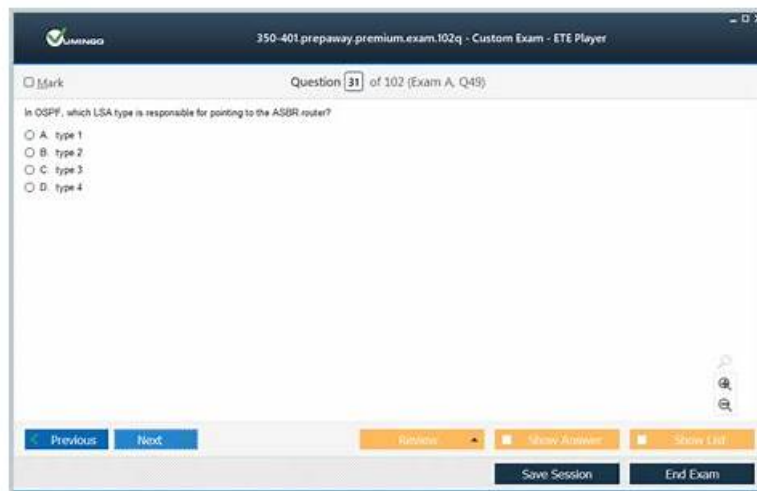 VUMINGO
350-401.prepaway.premium.exam.102q - Custom Exam - ETE Player
Mark
Question 31 of 102 (Exam A, Q49)
In OSPF, which LSA type is responsible for pointing to the ASBR router?
A. type 1
B. type 2
C. type 3
D. type 4
Previous
Next
Review
Show Answer
Show List
Save Session
End Exam